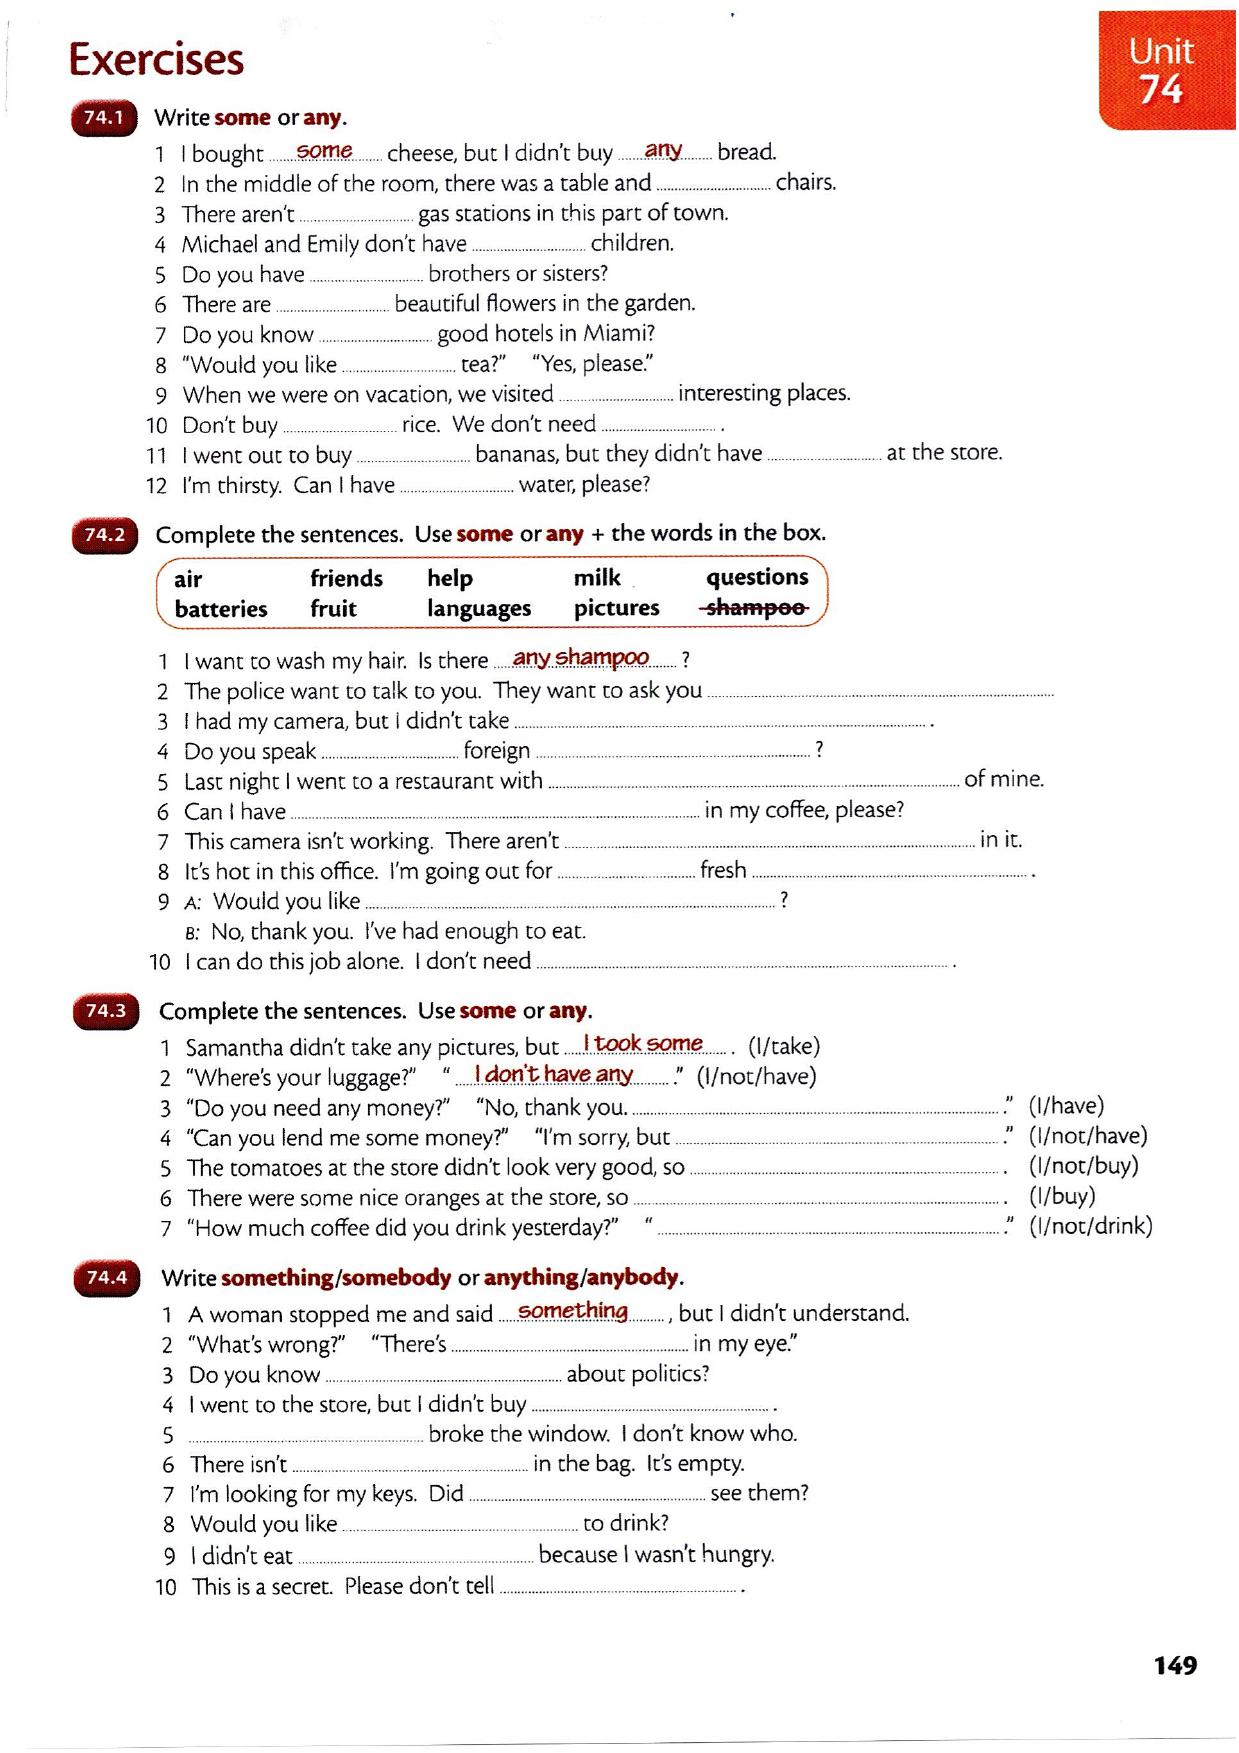 Exercises
Unit
74
74.1 Write some or any.
1 I bought some cheese, but I didn't buy any bread.
2 In the middle of the room, there was a table and ............ chairs.
3 There aren't ............ gas stations in this part of town.
4 Michael and Emily don't have ............ children.
5 Do you have ............ brothers or sisters?
6 There are ............ beautiful flowers in the garden.
7 Do you know ............ good hotels in Miami?
8 "Would you like ............ tea?" "Yes, please."
9 When we were on vacation, we visited ............ interesting places.
10 Don't buy ............ rice. We don't need ............ .
11 I went out to buy ............ bananas, but they didn't have ............ at the store.
12 I'm thirsty. Can I have ............ water, please?
74.2 Complete the sentences. Use some or any + the words in the box.
air friends help milk questions
batteries fruit languages pictures shampoo
1 I want to wash my hair. Is there any shampoo ?
2 The police want to talk to you. They want to ask you ............
3 I had my camera, but I didn't take ............ .
4 Do you speak ............ foreign ............ ?
5 Last night I went to a restaurant with ............ of mine.
6 Can I have ............ in my coffee, please?
7 This camera isn't working. There aren't ............ in it.
8 It's hot in this office. I'm going out for ............ fresh ............ .
9 A: Would you like ............ ?
B: No, thank you. I've had enough to eat.
10 I can do this job alone. I don't need ............ .
74.3 Complete the sentences. Use some or any.
1 Samantha didn't take any pictures, but I took some . (I/take)
2 "Where's your luggage?" " I don't have any ." (I/not/have)
3 "Do you need any money?" "No, thank you. ............ ." (I/have)
4 "Can you lend me some money?" "I'm sorry, but ............ ." (I/not/have)
5 The tomatoes at the store didn't look very good, so ............ . (I/not/buy)
6 There were some nice oranges at the store, so ............ . (I/buy)
7 "How much coffee did you drink yesterday?" " ............ ." (I/not/drink)
74.4 Write something/somebody or anything/anybody.
1 A woman stopped me and said something , but I didn't understand.
2 "What's wrong?" "There's ............ in my eye."
3 Do you know ............ about politics?
4 I went to the store, but I didn't buy ............ .
5 ............ broke the window. I don't know who.
6 There isn't ............ in the bag. It's empty.
7 I'm looking for my keys. Did ............ see them?
8 Would you like ............ to drink?
9 I didn't eat ............ because I wasn't hungry.
10 This is a secret. Please don't tell ............ .
149